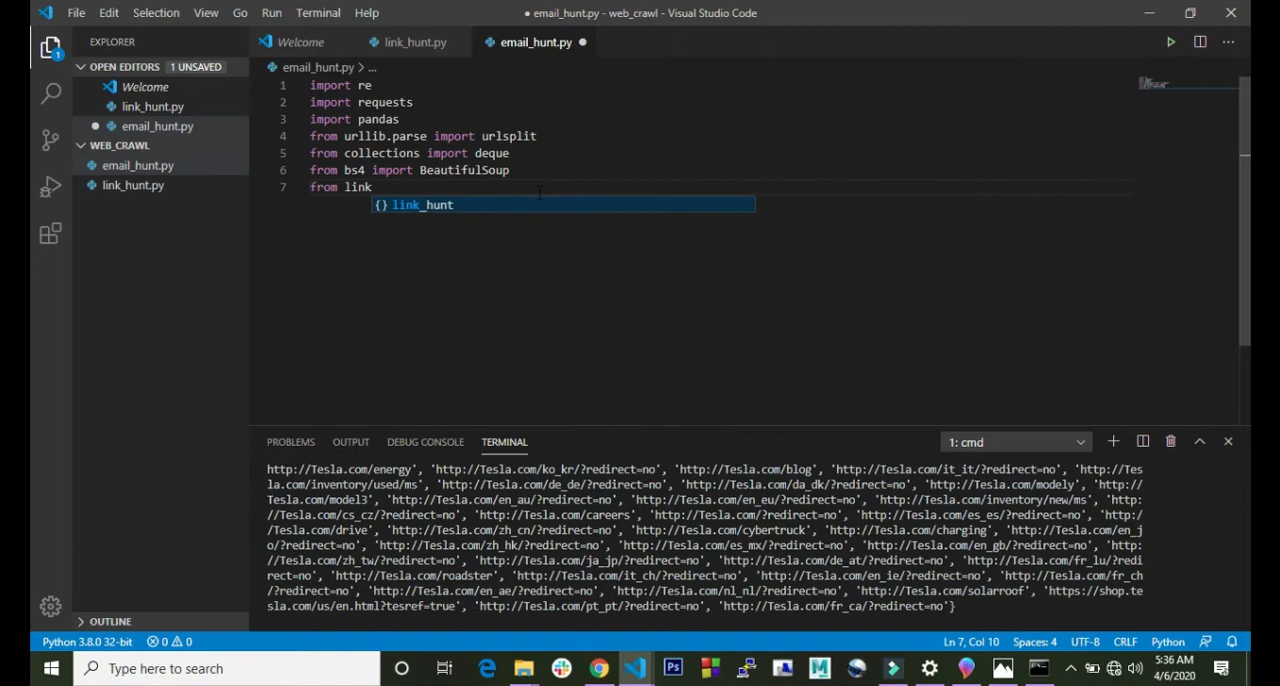 File Edit Selection View Go Run Terminal Help
● email_hunt.py - web_crawl - Visual Studio Code
EXPLORER
OPEN EDITORS 1 UNSAVED
Welcome
link_hunt.py
● email_hunt.py
WEB_CRAWL
email_hunt.py
link_hunt.py
OUTLINE
1
Welcome link_hunt.py email_hunt.py ●
email_hunt.py > ...
1 import re
2 import requests
3 import pandas
4 from urllib.parse import urlsplit
5 from collections import deque
6 from bs4 import BeautifulSoup
7 from link
{} link_hunt
PROBLEMS OUTPUT DEBUG CONSOLE TERMINAL 1: cmd
http://Tesla.com/energy', 'http://Tesla.com/ko_kr/?redirect=no', 'http://Tesla.com/blog', 'http://Tesla.com/it_it/?redirect=no', 'http://Tes
la.com/inventory/used/ms', 'http://Tesla.com/de_de/?redirect=no', 'http://Tesla.com/da_dk/?redirect=no', 'http://Tesla.com/modely', 'http://
Tesla.com/model3', 'http://Tesla.com/en_au/?redirect=no', 'http://Tesla.com/en_eu/?redirect=no', 'http://Tesla.com/inventory/new/ms', 'http:
//Tesla.com/cs_cz/?redirect=no', 'http://Tesla.com/careers', 'http://Tesla.com/es_es/?redirect=no', 'http:/
/Tesla.com/drive', 'http://Tesla.com/zh_cn/?redirect=no', 'http://Tesla.com/cybertruck', 'http://Tesla.com/charging', 'http://Tesla.com/en_j
o/?redirect=no', 'http://Tesla.com/zh_hk/?redirect=no', 'http://Tesla.com/es_mx/?redirect=no', 'http://Tesla.com/en_gb/?redirect=no', 'http:
//Tesla.com/zh_tw/?redirect=no', 'http://Tesla.com/ja_jp/?redirect=no', 'http://Tesla.com/de_at/?redirect=no', 'http://Tesla.com/fr_lu/?redi
rect=no', 'http://Tesla.com/roadster', 'http://Tesla.com/it_ch/?redirect=no', 'http://Tesla.com/en_ie/?redirect=no', 'http://Tesla.com/fr_ch
/?redirect=no', 'http://Tesla.com/en_ae/?redirect=no', 'http://Tesla.com/nl_nl/?redirect=no', 'http://Tesla.com/solarroof', 'https://shop.te
sla.com/us/en.html?tesref=true', 'http://Tesla.com/pt_pt/?redirect=no', 'http://Tesla.com/fr_ca/?redirect=no'}
Python 3.8.0 32-bit 0 0 Ln 7, Col 10 Spaces: 4 UTF-8 CRLF Python
Type here to search
Ps
M
5:36 AM
4/6/2020